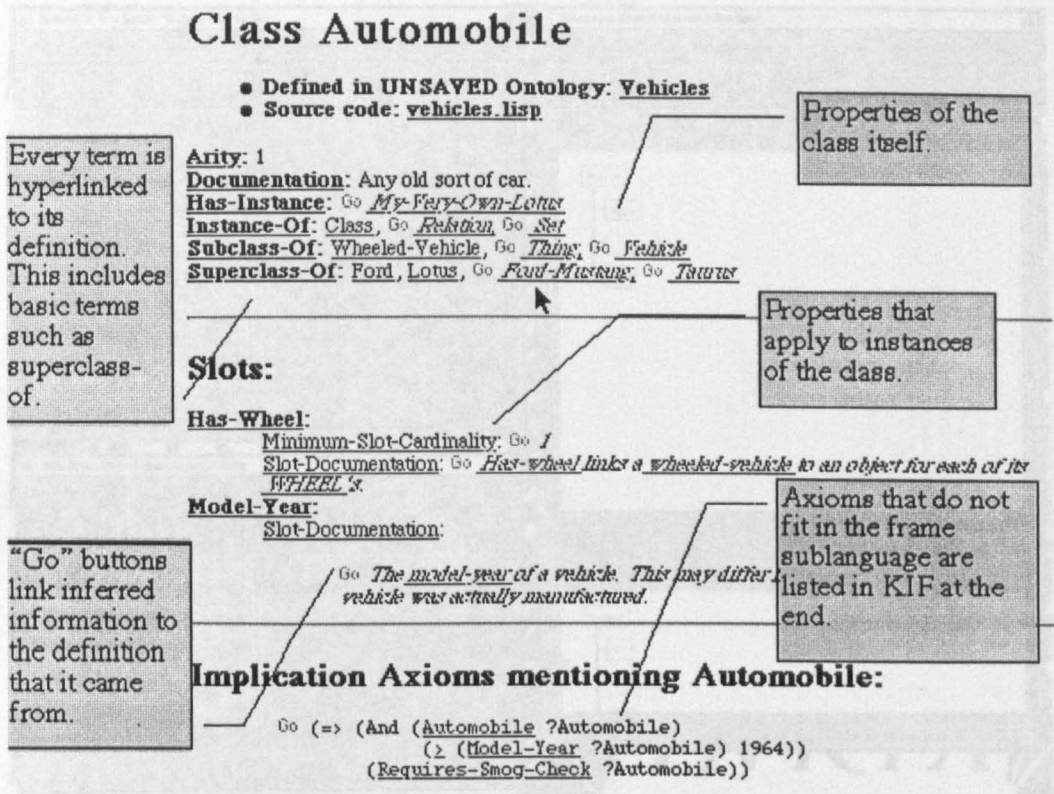 Class Automobile
• Defined in UNSAVED Ontology: Vehicles
• Source code: vehicles.lisp
Properties of the
class itself.
Every term is
hyperlinked
to its
definition.
This includes
basic terms
such as
superclass-
of.
Arity: 1
Documentation: Any old sort of car.
Has-Instance: Go My-Very-Own-Lotus
Instance-Of: Class, Go Relation, Go Set
Subclass-Of: Wheeled-Vehicle, Go Thing, Go Vehicle
Superclass-Of: Ford, Lotus, Go Ford-Mustang, Go Taurus
Properties that
apply to instances
of the class.
Slots:
Has-Wheel:
Minimum-Slot-Cardinality: Go 1
Slot-Documentation: Go Has-wheel links a wheeled-vehicle to an object for each of its
WHEEL's.
Model-Year:
Slot-Documentation:
Axioms that do not
fit in the frame
sublanguage are
listed in KIF at the
end.
"Go" buttons
link inferred
information to
the definition
that it came
from.
Go The model-year of a vehicle. This may differ
vehicle was actually manufactured.
Implication Axioms mentioning Automobile:
Go (=> (And (Automobile ?Automobile)
(> (Model-Year ?Automobile) 1964))
(Requires-Smog-Check ?Automobile))